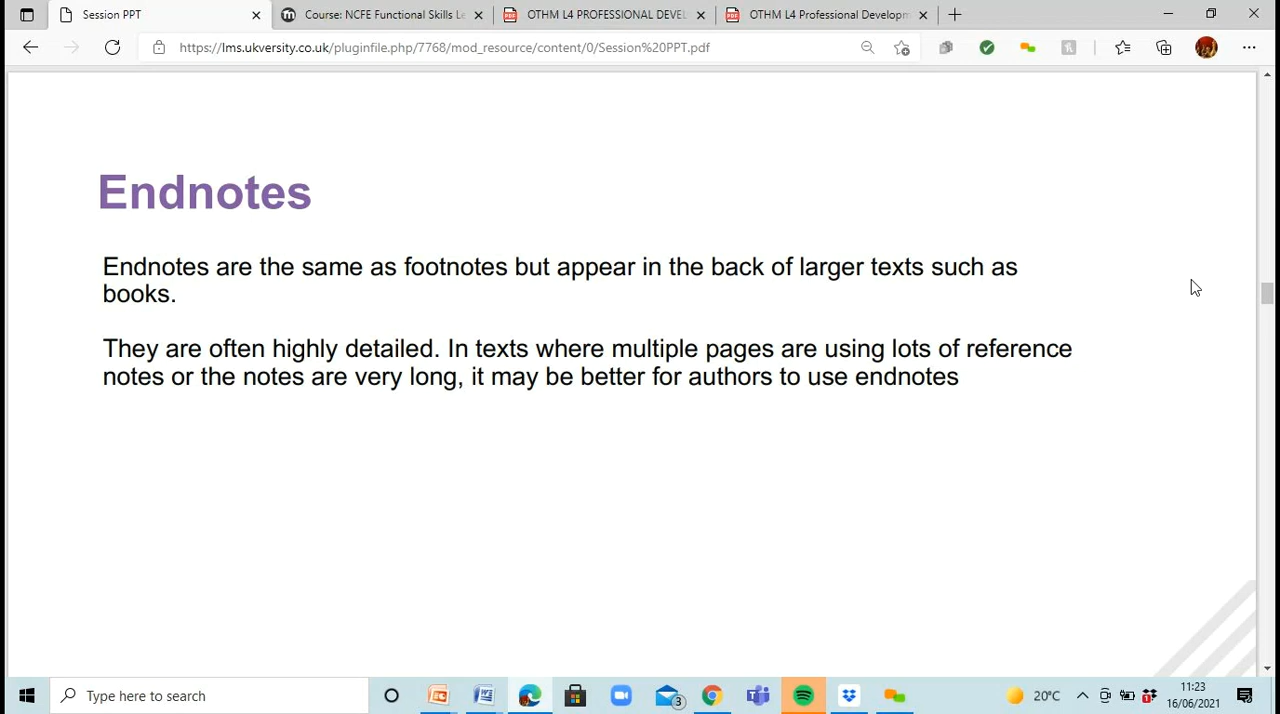 Session PPT
Course: NCFE Functional Skills Le
OTHM L4 PROFESSIONAL DEVEL
OTHM L4 Professional Developm
https://lms.ukversity.co.uk/pluginfile.php/7768/mod_resource/content/0/Session%20PPT.pdf
Endnotes
Endnotes are the same as footnotes but appear in the back of larger texts such as
books.
They are often highly detailed. In texts where multiple pages are using lots of reference
notes or the notes are very long, it may be better for authors to use endnotes
Type here to search
3
20°C
11:23
16/06/2021